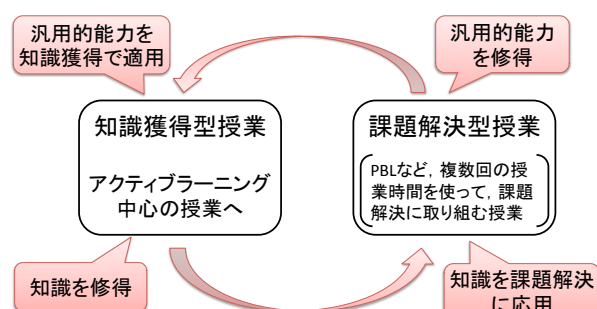 汎用的能力を
知識獲得で適用
汎用的能力
を修得
知識獲得型授業
アクティブラーニング
中心の授業へ
課題解決型授業
PBLなど，複数回の授
業時間を使って，課題
解決に取り組む授業
知識を修得
知識を課題解決
に応用